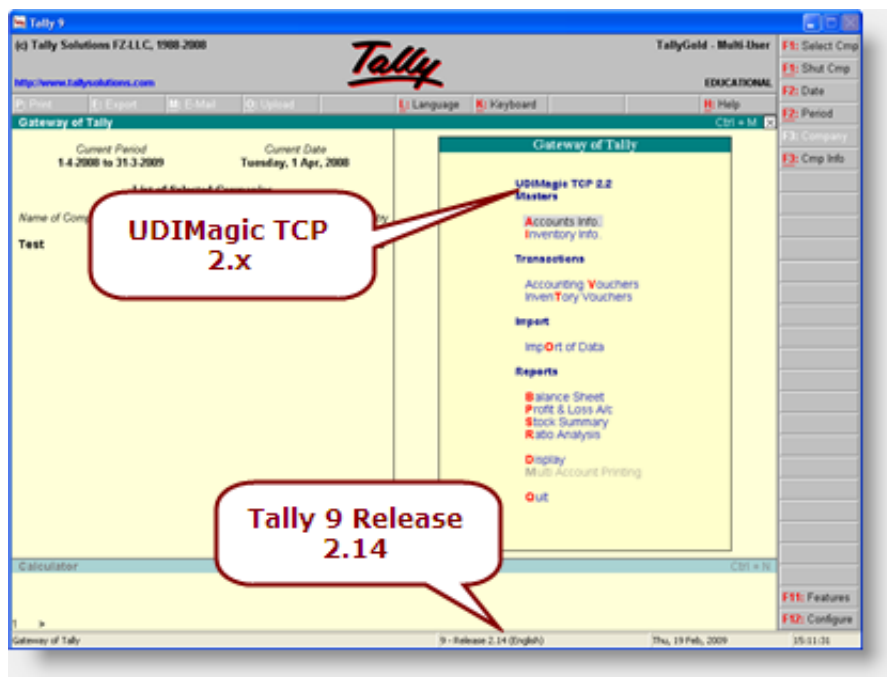 Tally 9
(c) Tally Solutions FZ-LLC, 1988-2008
Tally
TallyGold - Multi-User
http://www.tallysolutions.com
EDUCATIONAL
P: Print E: Export M: E-Mail O: Upload L: Language K: Keyboard H: Help
Gateway of Tally Ctrl + M
Current Period Current Date
1-4-2008 to 31-3-2009 Tuesday, 1 Apr, 2008
List of Selected Companies
Name of
Test
UDIMagic TCP
2.x
Gateway of Tally
UDIMagic TCP 2.2
Masters
Accounts Info.
Inventory Info.
Transactions
Accounting Vouchers
InvenTory Vouchers
Import
ImpOrt of Data
Reports
Balance Sheet
Profit & Loss A/c
Stock Summary
Ratio Analysis
Display
Multi Account Printing
Quit
Tally 9 Release
2.14
F1: Select Cmp
F1: Shut Cmp
F2: Date
F2: Period
F3: Company
F3: Cmp Info
F11: Features
F12: Configure
Calculator Ctrl + N
1 >
Gateway of Tally 9 - Release 2.14 (English) Thu, 19 Feb, 2009 15:11:31